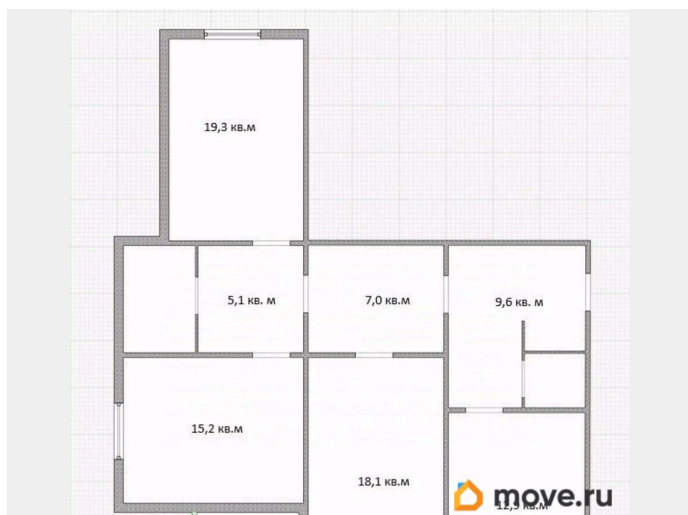 19,3 кв.м
5,1 кв. м
7,0 кв.м
9,6 кв. м
15,2 кв.м
18,1 кв.м
move.ru